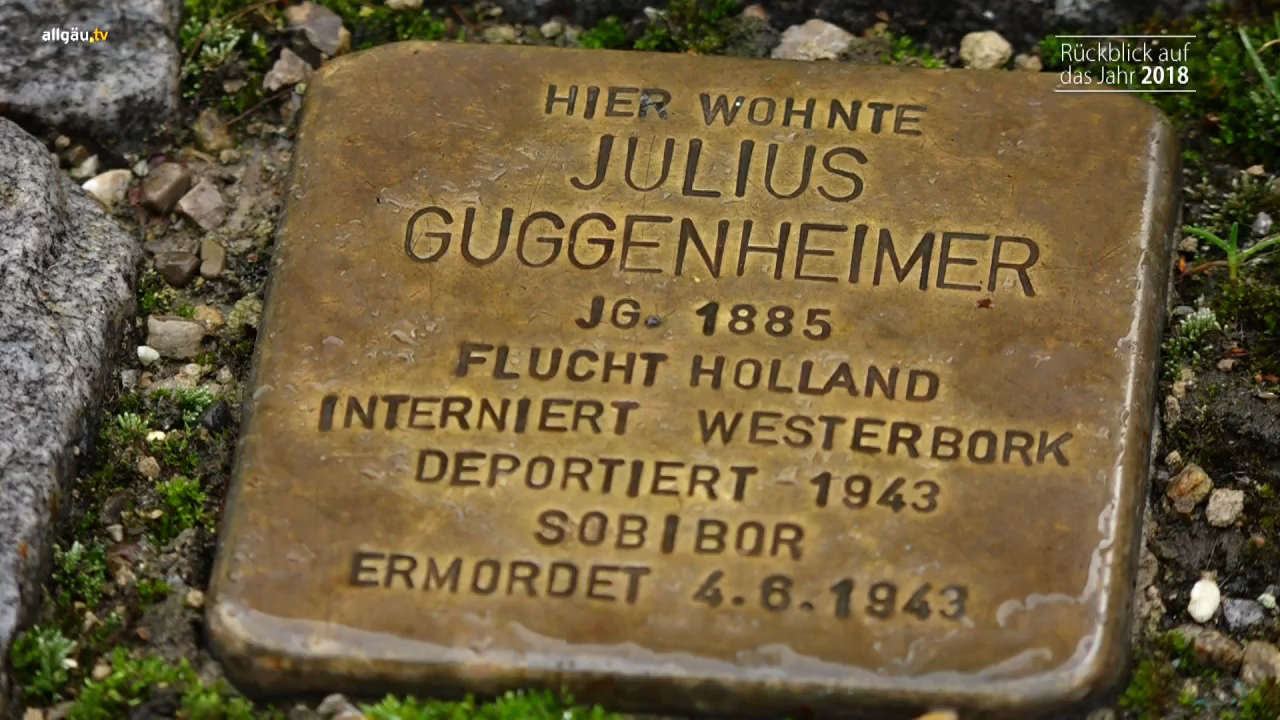 allgäu.tv
Rückblick auf
das Jahr 2018
HIER WOHNTE
JULIUS
GUGGENHEIMER
JG. 1885
FLUCHT HOLLAND
INTERNIERT WESTERBORK
DEPORTIERT 1943
SOBIBOR
ERMORDET 4.6.1943